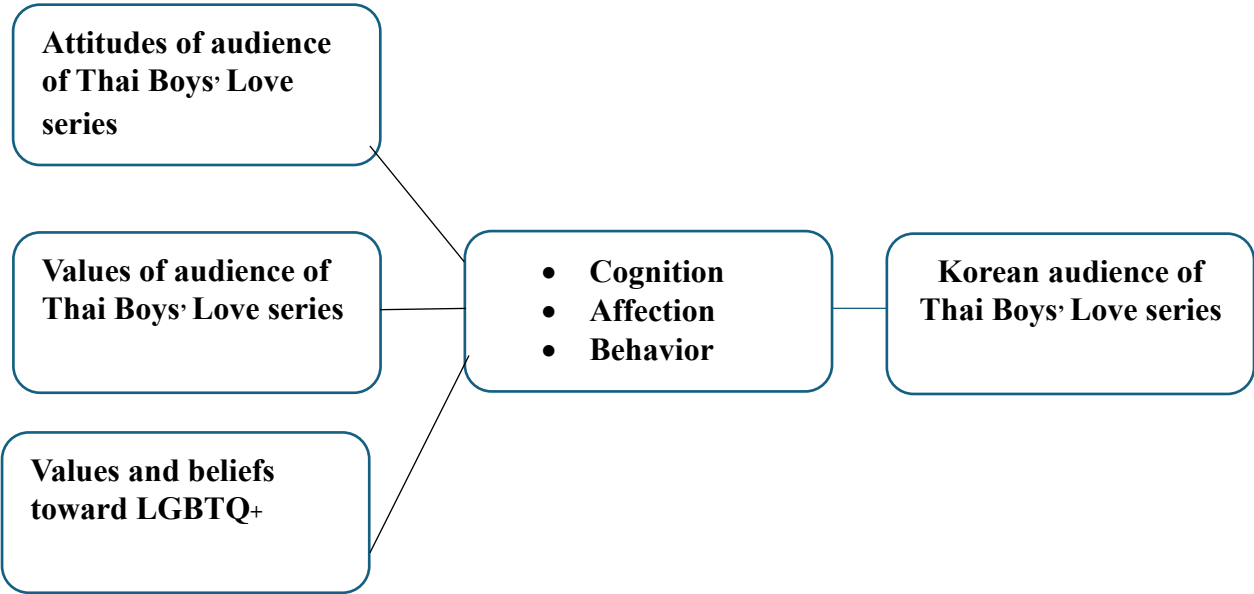 Attitudes of audience
of Thai Boys’ Love
series
Values of audience of
Thai Boys’ Love series
Values and beliefs
toward LGBTQ+
• Cognition
• Affection
• Behavior
Korean audience of
Thai Boys’ Love series